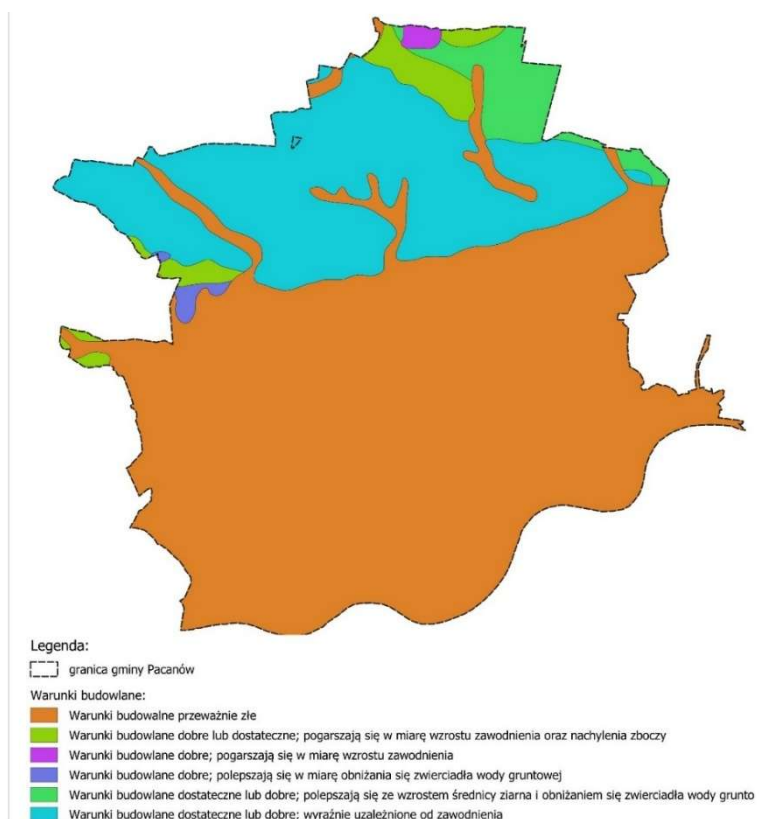 Legenda:
granica gminy Pacanów
Warunki budowlane:
Warunki budowalne przeważnie złe
Warunki budowlane dobre lub dostateczne; pogarszają się w miarę wzrostu zawodnienia oraz nachylenia zboczy
Warunki budowlane dobre; pogarszają się w miarę wzrostu zawodnienia
Warunki budowlane dobre; polepszają się w miarę obniżania się zwierciadła wody gruntowej
Warunki budowlane dostateczne lub dobre; polepszają się ze wzrostem średnicy ziarna i obniżaniem się zwierciadła wody grunto
Warunki budowlane dostateczne lub dobre; wyraźnie uzależnione od zawodnienia